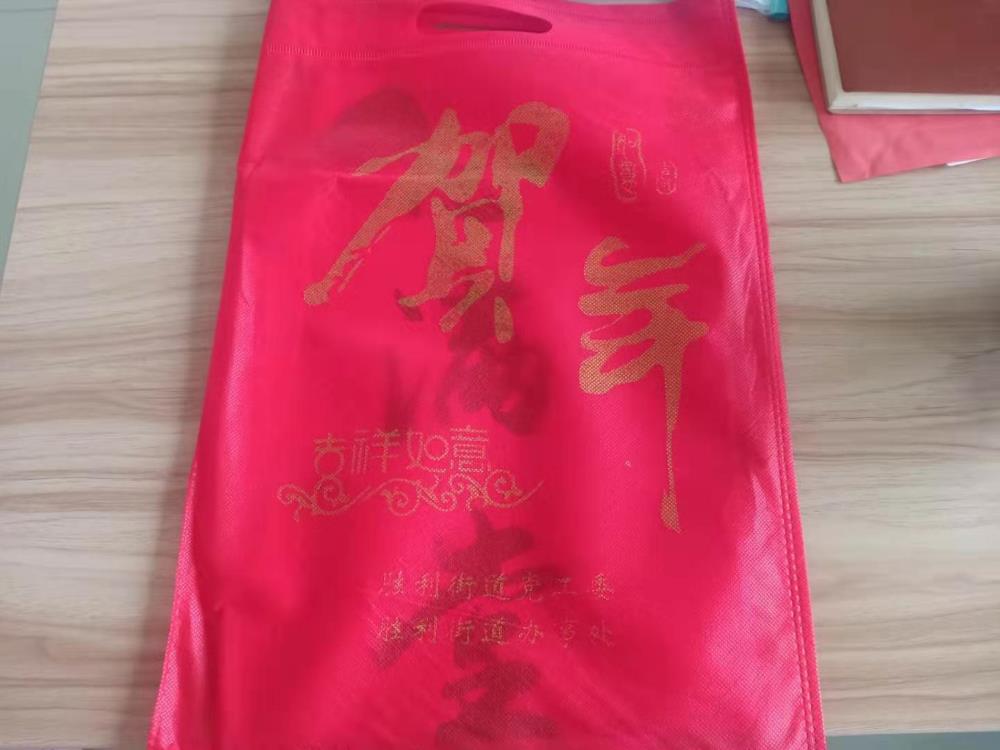 贺年
吉祥如意
胜利街道党工委
胜利街道办事处